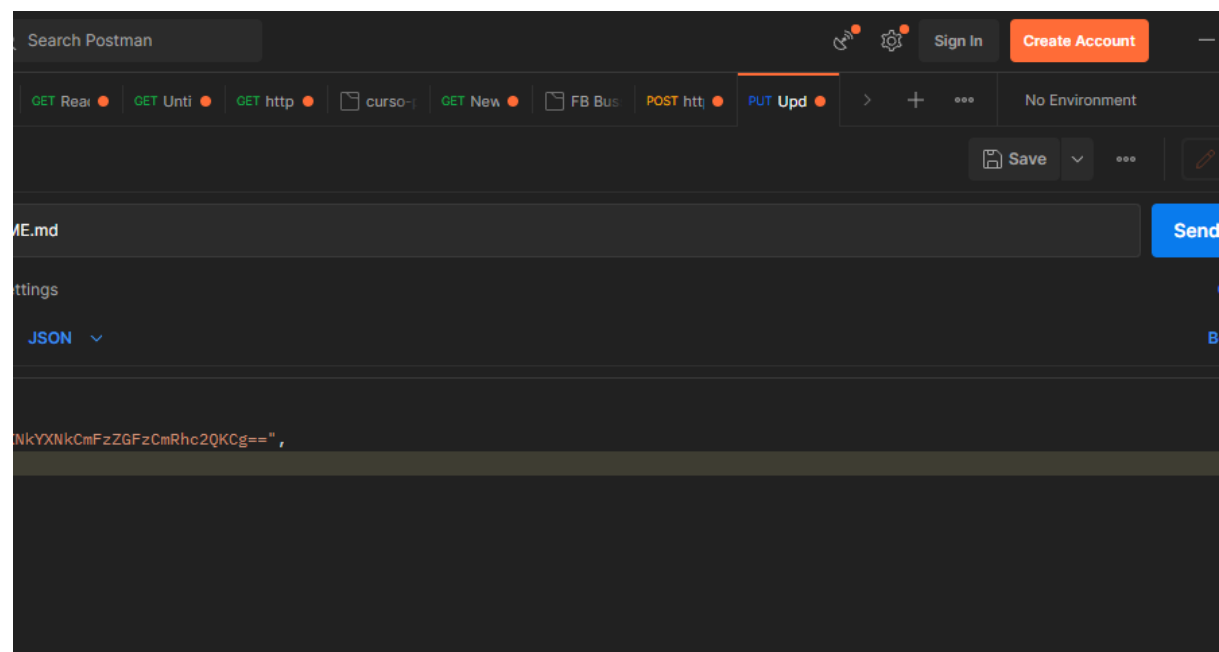 Search Postman
Sign In
Create Account
GET Read
GET Unti
GET http
curso-
GET New
FB Bus
POST htt
PUT Upd
No Environment
Save
ME.md
Send
ttings
JSON
B
NkYXNkCmFzZGFzCmRhc2QKCg==",